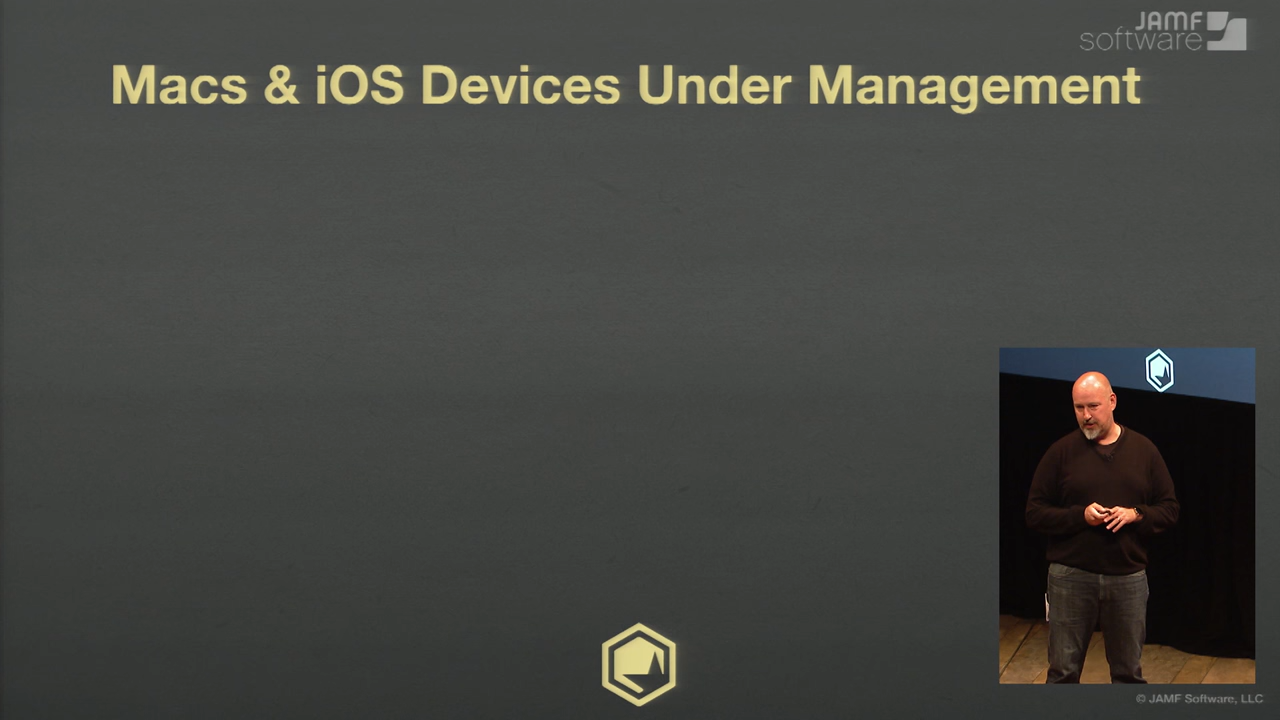 JAMF
software
Macs & iOS Devices Under Management
© JAMF Software, LLC